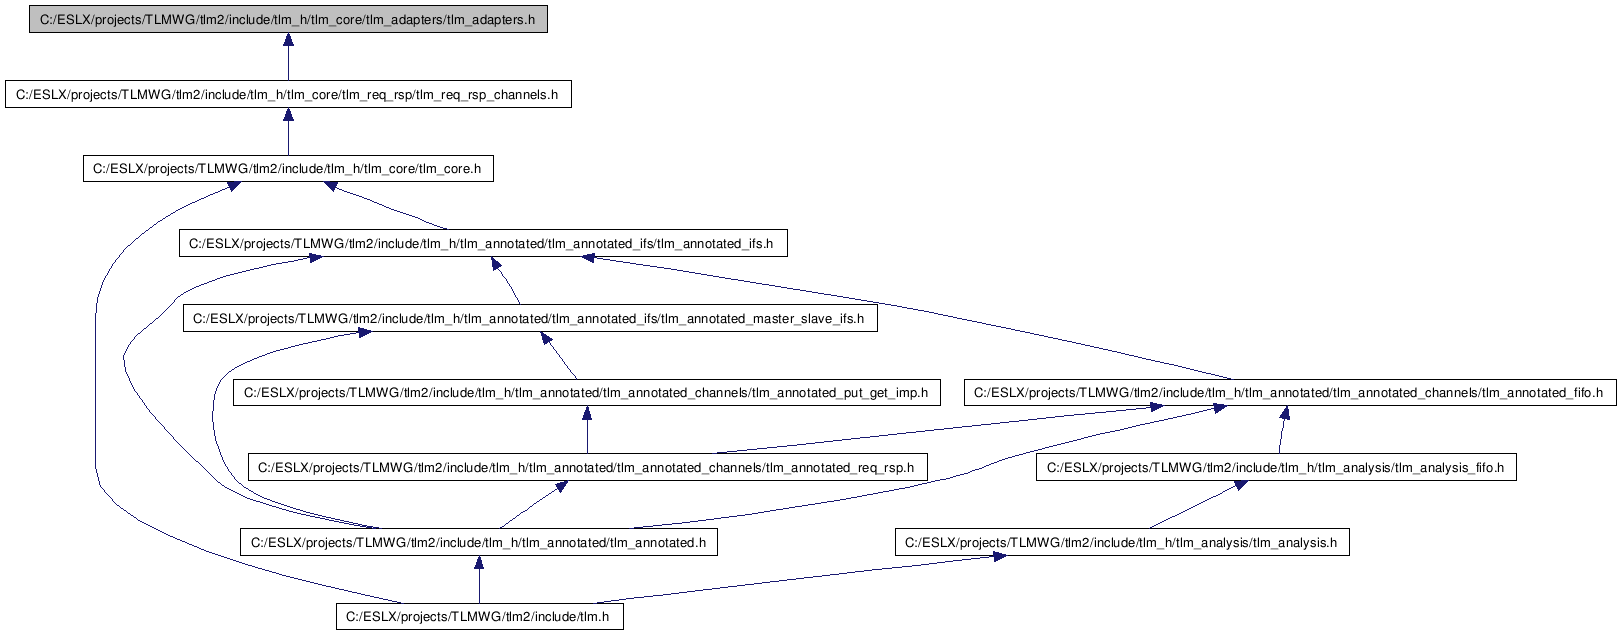 C:/ESLX/projects/TLMWG/tlm2/include/tlm_h/tlm_core/tlm_adapters/tlm_adapters.h
C:/ESLX/projects/TLMWG/tlm2/include/tlm_h/tlm_core/tlm_req_rsp/tlm_req_rsp_channels.h
C:/ESLX/projects/TLMWG/tlm2/include/tlm_h/tlm_core/tlm_core.h
C:/ESLX/projects/TLMWG/tlm2/include/tlm_h/tlm_annotated/tlm_annotated_ifs/tlm_annotated_ifs.h
C:/ESLX/projects/TLMWG/tlm2/include/tlm_h/tlm_annotated/tlm_annotated_ifs/tlm_annotated_master_slave_ifs.h
C:/ESLX/projects/TLMWG/tlm2/include/tlm_h/tlm_annotated/tlm_annotated_channels/tlm_annotated_put_get_imp.h
C:/ESLX/projects/TLMWG/tlm2/include/tlm_h/tlm_annotated/tlm_annotated_channels/tlm_annotated_fifo.h
C:/ESLX/projects/TLMWG/tlm2/include/tlm_h/tlm_annotated/tlm_annotated_channels/tlm_annotated_req_rsp.h
C:/ESLX/projects/TLMWG/tlm2/include/tlm_h/tlm_analysis/tlm_analysis_fifo.h
C:/ESLX/projects/TLMWG/tlm2/include/tlm_h/tlm_annotated/tlm_annotated.h
C:/ESLX/projects/TLMWG/tlm2/include/tlm_h/tlm_analysis/tlm_analysis.h
C:/ESLX/projects/TLMWG/tlm2/include/tlm.h